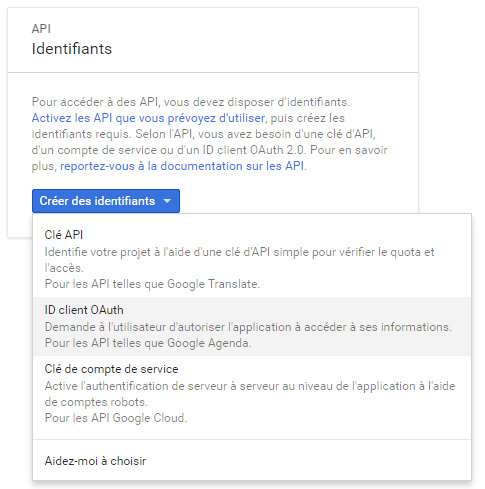 API
Identifiants
Pour accéder à des API, vous devez disposer d'identifiants.
Activez les API que vous prévoyez d'utiliser, puis créez les
identifiants requis. Selon l'API, vous avez besoin d'une clé d'API,
d'un compte de service ou d'un ID client OAuth 2.0. Pour en savoir
plus, reportez-vous à la documentation sur les API.
Créer des identifiants
Clé API
Identifie votre projet à l'aide d'une clé d'API simple pour vérifier le quota et
l'accès.
Pour les API telles que Google Translate.
ID client OAuth
Demande à l'utilisateur d'autoriser l'application à accéder à ses informations.
Pour les API telles que Google Agenda.
Clé de compte de service
Active l'authentification de serveur à serveur au niveau de l'application à l'aide
de comptes robots.
Pour les API Google Cloud.
Aidez-moi à choisir